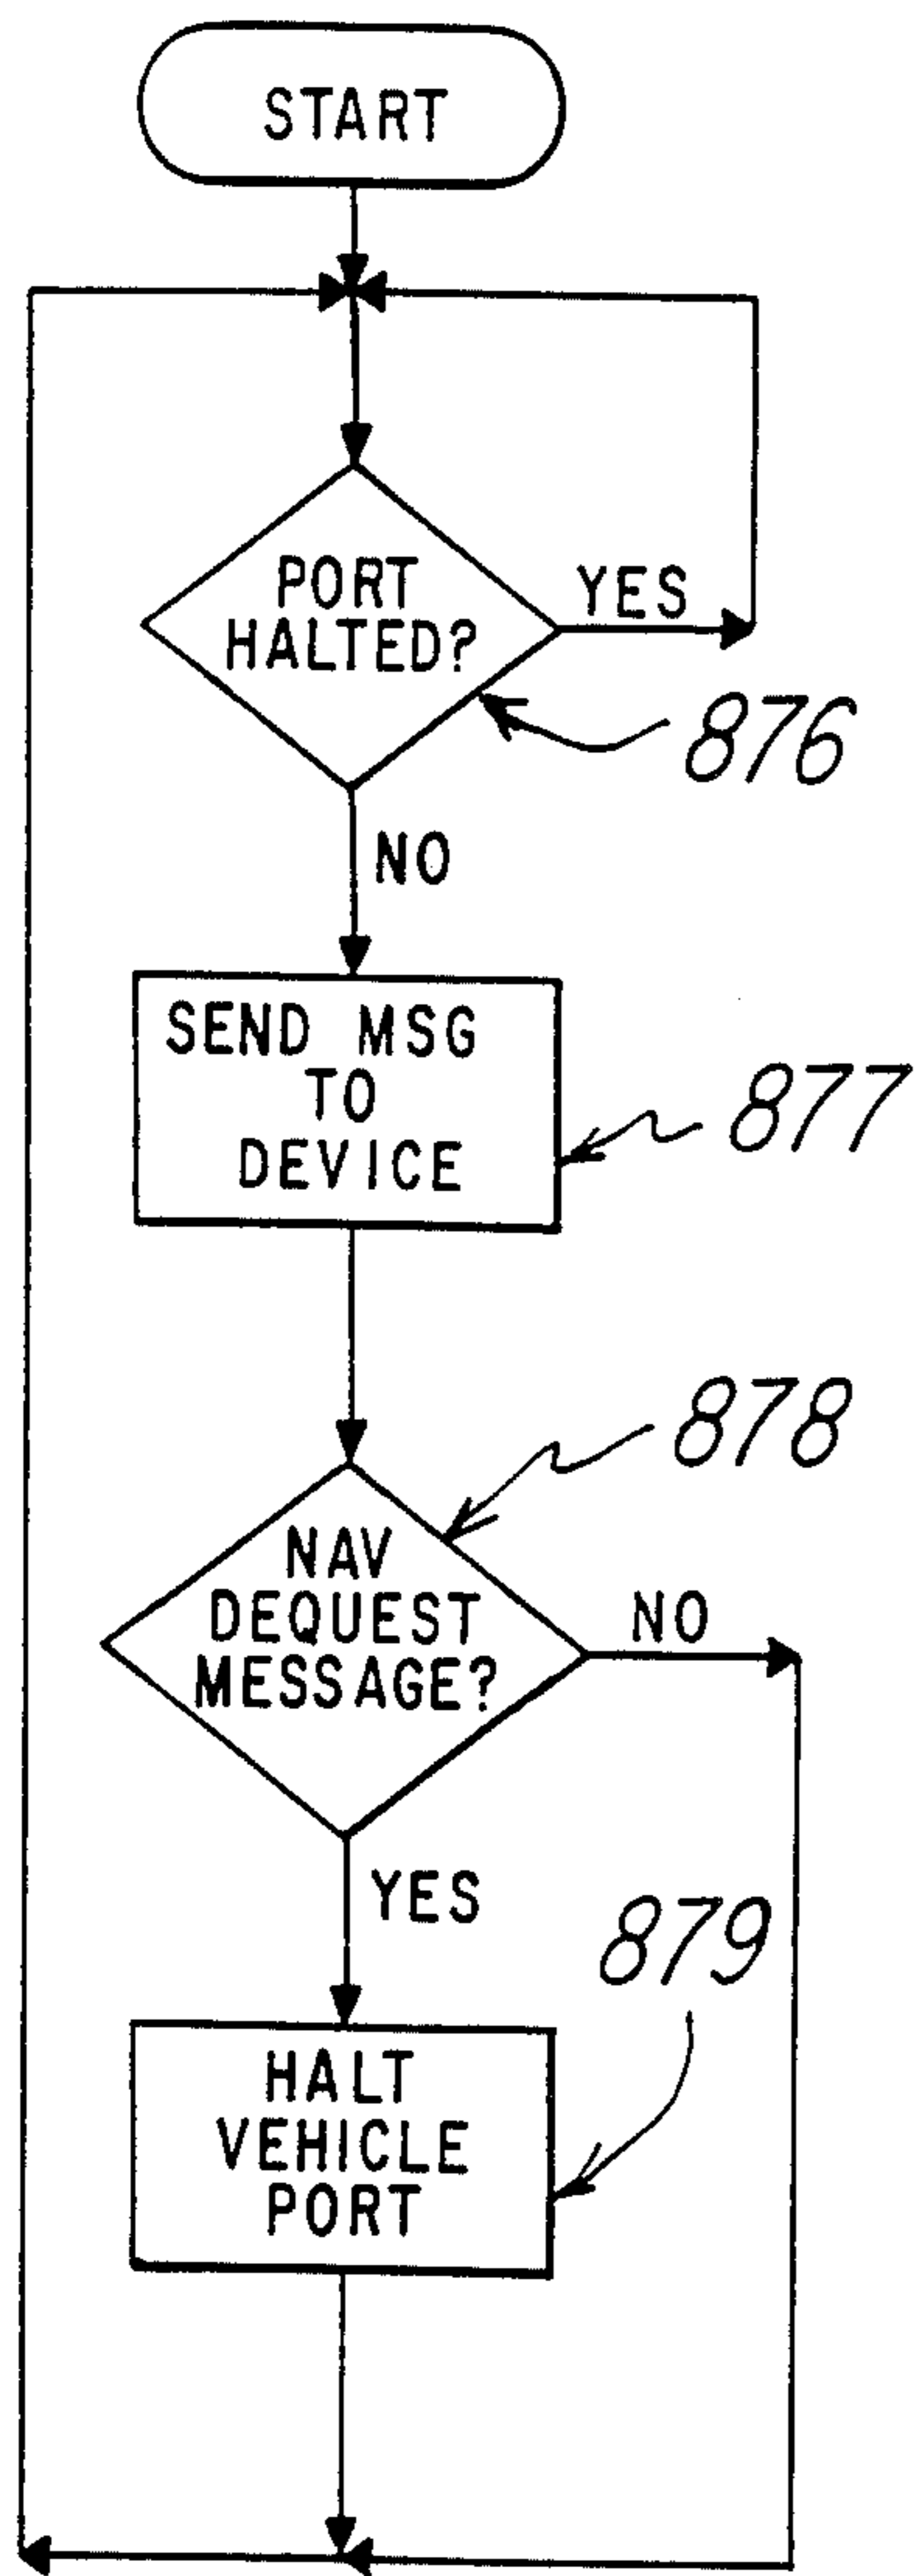 START
PORT
HALTED?
YES
876
NO
SEND MSG
TO
DEVICE
877
878
NAV
DEQUEST
MESSAGE?
NO
YES
879
HALT
VEHICLE
PORT